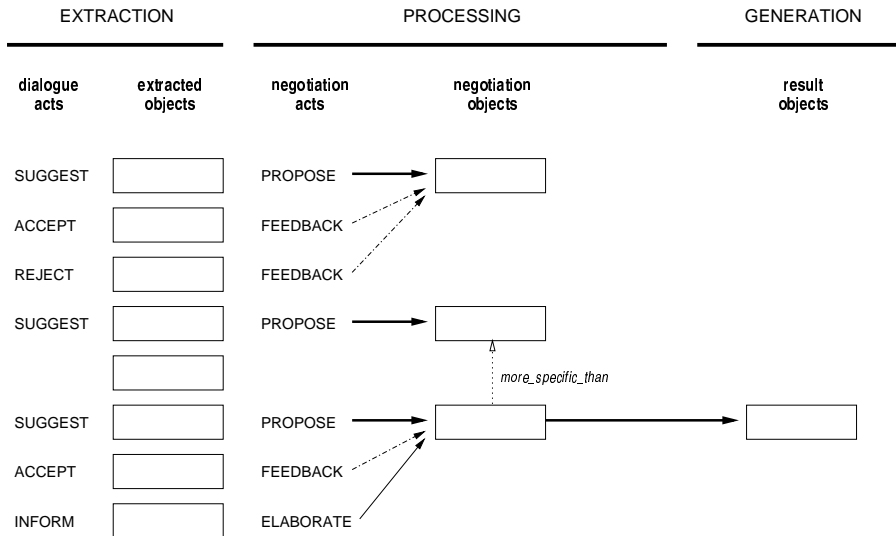 EXTRACTION PROCESSING GENERATION
dialogue extracted negotiation negotiation result
acts objects acts objects objects
SUGGEST PROPOSE
ACCEPT FEEDBACK
REJECT FEEDBACK
SUGGEST PROPOSE
more_specific_than
SUGGEST PROPOSE
ACCEPT FEEDBACK
INFORM ELABORATE